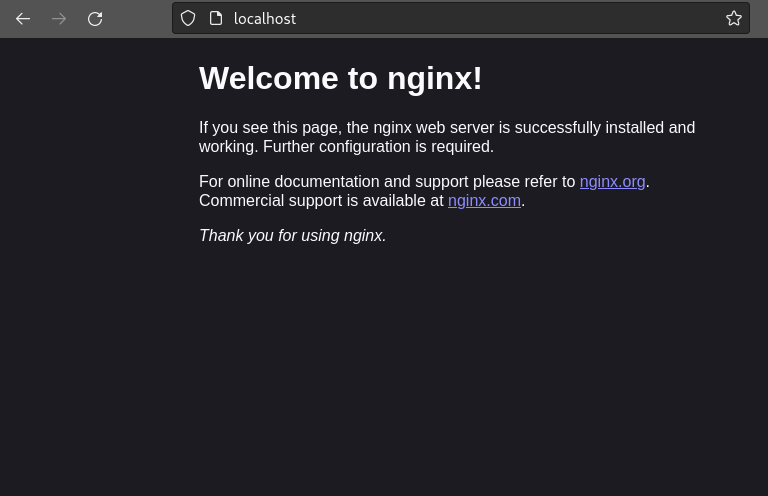 localhost
Welcome to nginx!
If you see this page, the nginx web server is successfully installed and
working. Further configuration is required.
For online documentation and support please refer to nginx.org.
Commercial support is available at nginx.com.
Thank you for using nginx.